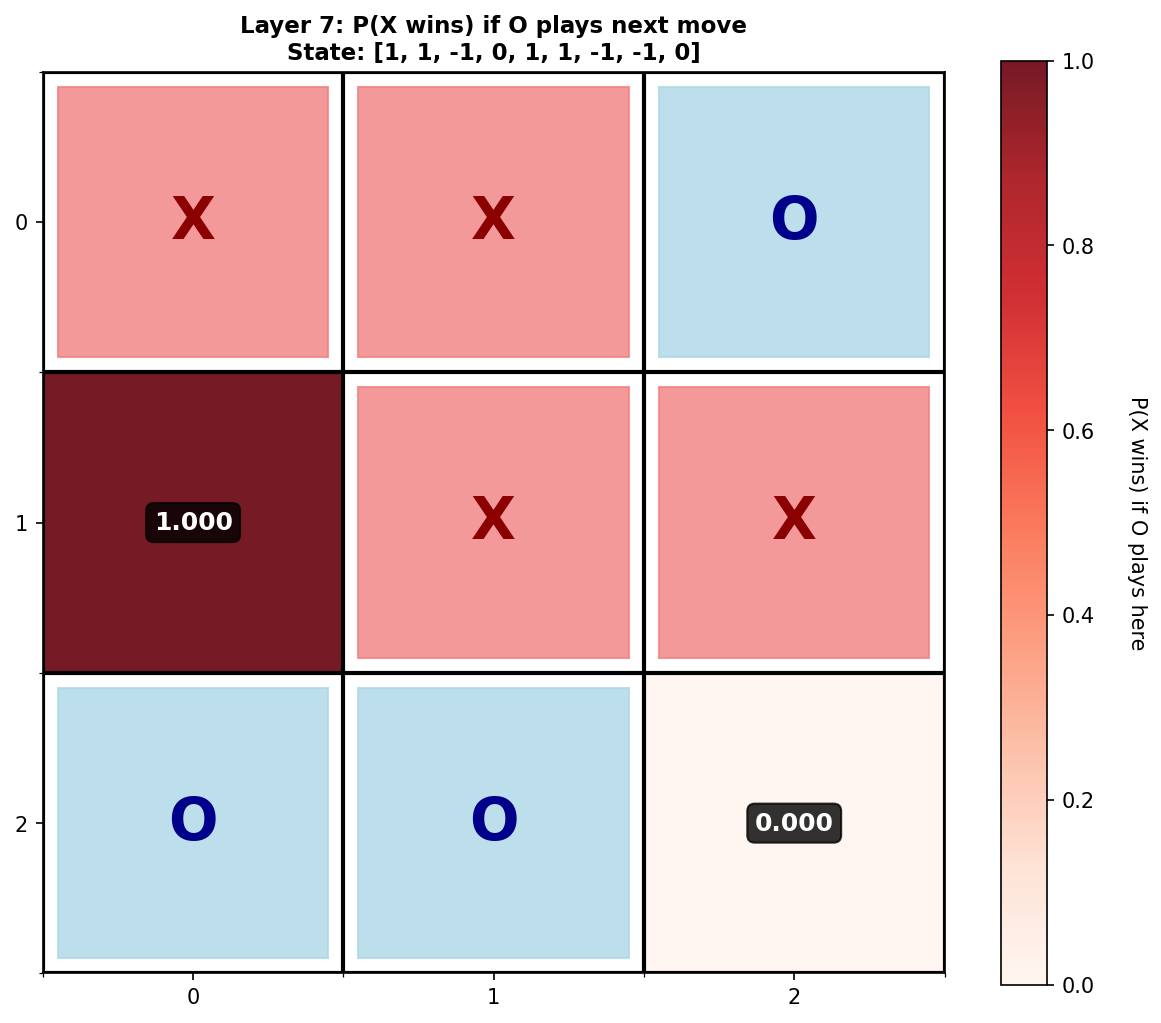 Layer 7: P(X wins) if O plays next move
State: [1, 1, -1, 0, 1, 1, -1, -1, 0]
0
X
X
O
1
1.000
X
X
2
O
O
0.000
0
1
2
1.0
0.8
0.6
0.4
0.2
0.0
P(X wins) if O plays here